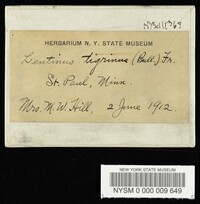 HERBARIUM N. Y. STATE MUSEUM
Lentinus tigrinus (Bull.) Fr.
St. Paul, Minn.
Mrs. M. W. Hill, 2 June 1912
NEW YORK STATE MUSEUM
NYSM 0 000 009 649